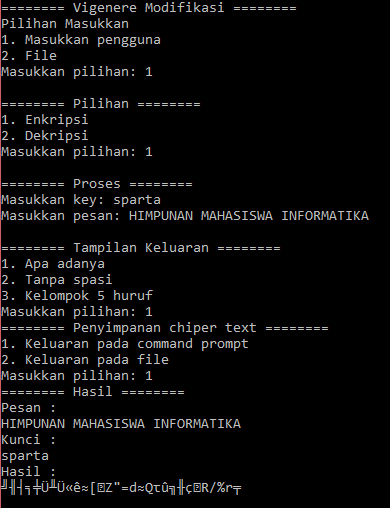 ======== Vigenere Modifikasi ========
Pilihan Masukkan
1. Masukkan pengguna
2. File
Masukkan pilihan: 1
======== Pilihan ========
1. Enkripsi
2. Dekripsi
Masukkan pilihan: 1
======== Proses ========
Masukkan key: sparta
Masukkan pesan: HIMPUNAN MAHASISWA INFORMATIKA
======== Tampilan Keluaran ========
1. Apa adanya
2. Tanpa spasi
3. Kelompok 5 huruf
Masukkan pilihan: 1
======== Penyimpanan chiper text ========
1. Keluaran pada command prompt
2. Keluaran pada file
Masukkan pilihan: 1
======== Hasil ========
Pesan :
HIMPUNAN MAHASISWA INFORMATIKA
Kunci :
sparta
Hasil :